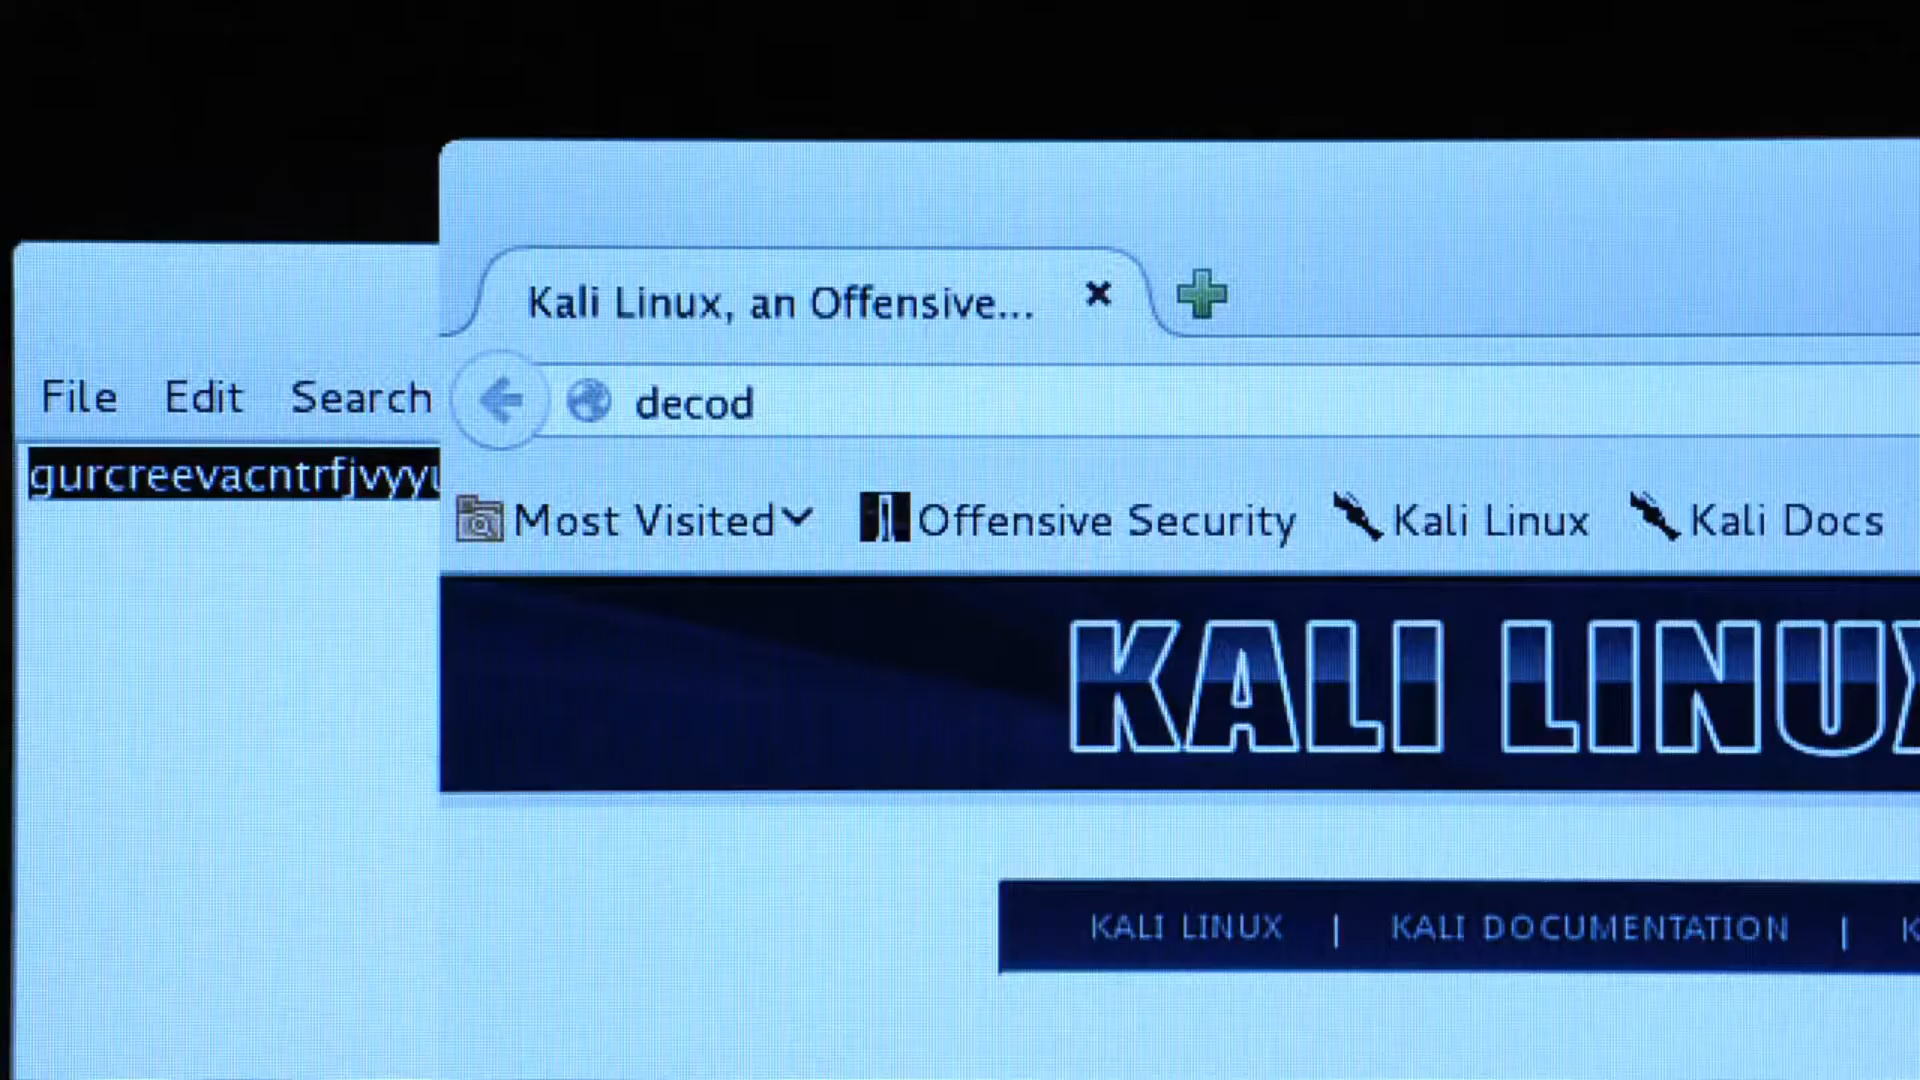 Kali Linux, an Offensive...
decod
File Edit Search
gurcreevacntrfjvyy
Most Visited Offensive Security Kali Linux Kali Docs
KALI LINUX
KALI LINUX | KALI DOCUMENTATION |